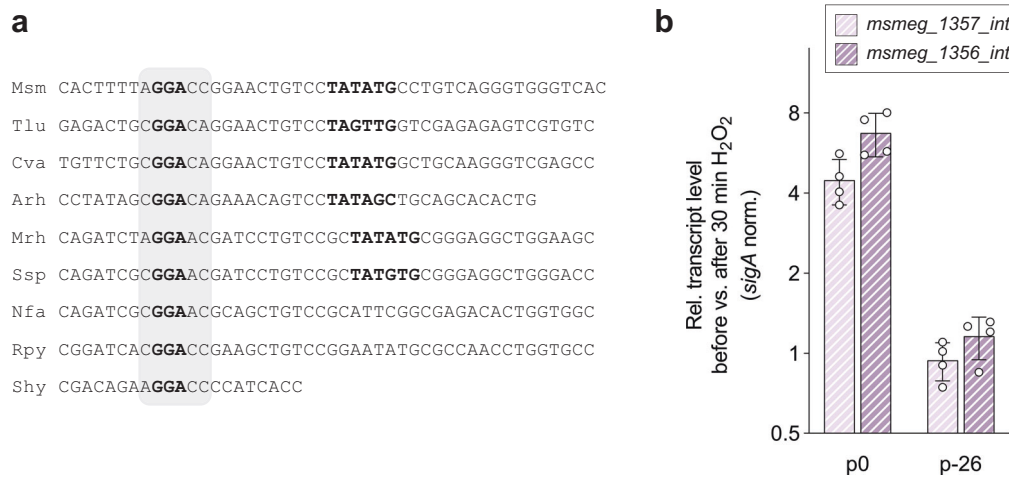 a
Msm CACTTTTAGGACCGGAACTGTCCTATATGCCTGTCAGGGTGGGTCAC
Tlu GAGACTGCGGACAGGAACTGTCCTAGTTGGTCGAGAGAGTCGTGTC
Cva TGTTCTGCGGACAGGAACTGTCCTATATGGCTGCAAGGGTCGAGCC
Arh CCTATAGCGGACAGAAACAGTCCTATAGCTGCAGCACACTG
Mrh CAGATCTAGGAACGATCCTGTCCGCTATATGCGGGAGGCTGGAAGC
Ssp CAGATCGCGGAACGATCCTGTCCGCTATGTGCGGGAGGCTGGGACC
Nfa CAGATCGCGGAACGCAGCTGTCCGCATTCGGCGAGACACTGGTGGC
Rpy CGGATCACGGACCGAAGCTGTCCGGAATATGCGCCAACCTGGTGCC
Shy CGACAGAAGGACCCCATCACC
b
msmeg_1357_int
msmeg_1356_int
Rel. transcript level
before vs. after 30 min H2O2
(sigA norm.)
8
4
2
1
0.5
p0 p-26